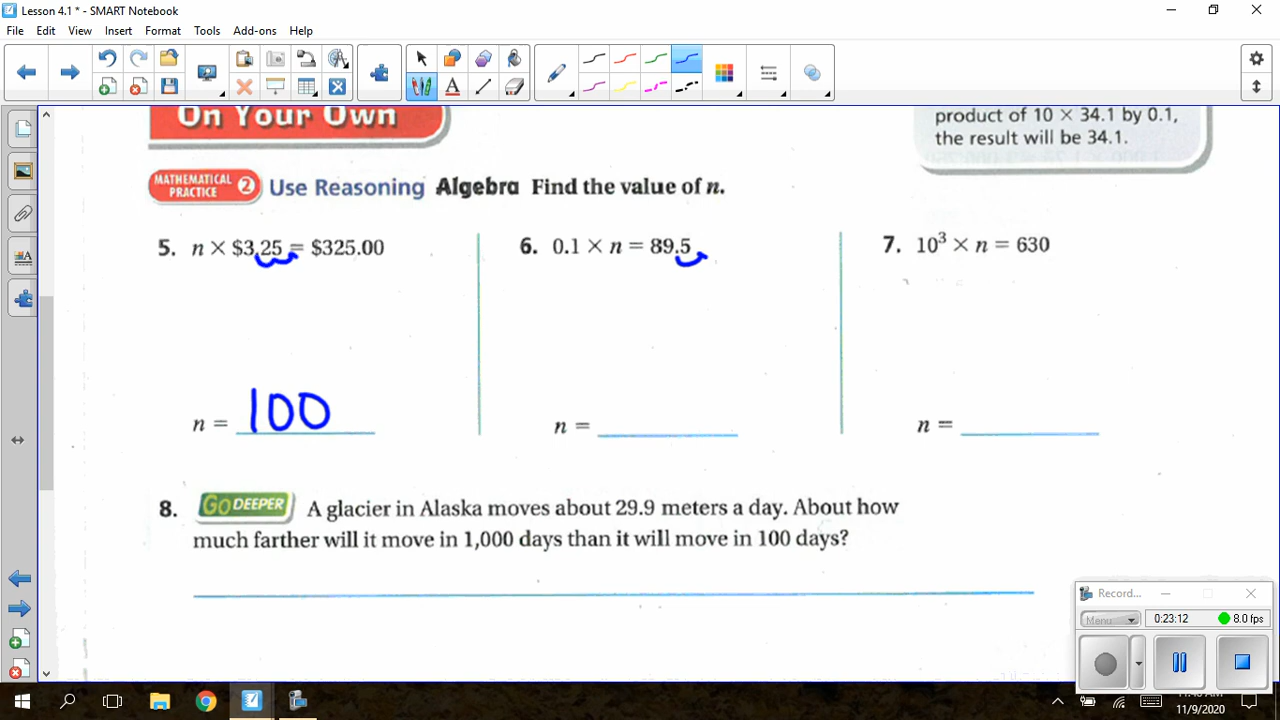 Lesson 4.1 * - SMART Notebook
File Edit View Insert Format Tools Add-ons Help
On Your Own
product of 10 × 34.1 by 0.1,
the result will be 34.1.
MATHEMATICAL
PRACTICE 2 Use Reasoning Algebra Find the value of n.
5. n × $3.25 = $325.00
6. 0.1 × n = 89.5
7. 10³ × n = 630
n = 100
n =
n =
8. GO DEEPER A glacier in Alaska moves about 29.9 meters a day. About how
much farther will it move in 1,000 days than it will move in 100 days?
Record...
Menu 0:23:12 8.0 fps
11/9/2020